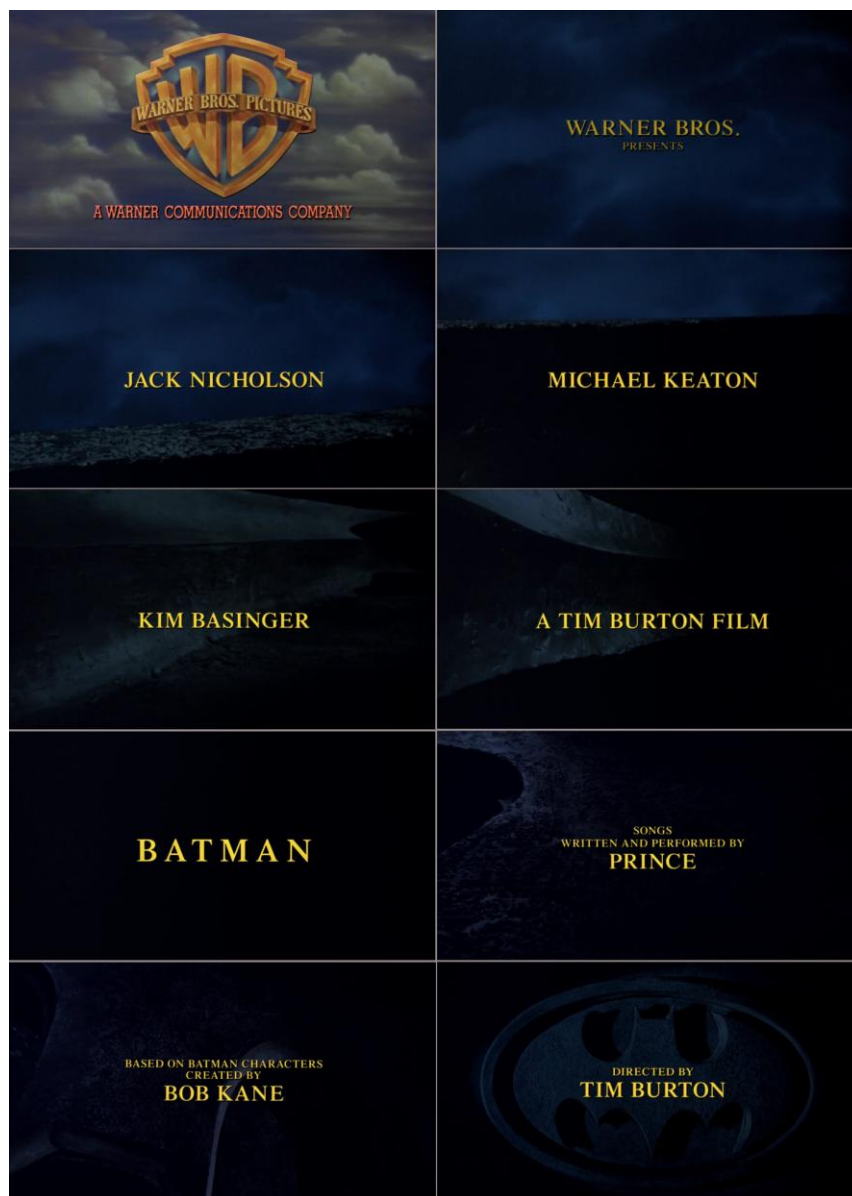 WB
WARNER BROS. PICTURES
A WARNER COMMUNICATIONS COMPANY
WARNER BROS.
PRESENTS
JACK NICHOLSON
MICHAEL KEATON
KIM BASINGER
A TIM BURTON FILM
BATMAN
SONGS
WRITTEN AND PERFORMED BY
PRINCE
BASED ON BATMAN CHARACTERS
CREATED BY
BOB KANE
DIRECTED BY
TIM BURTON